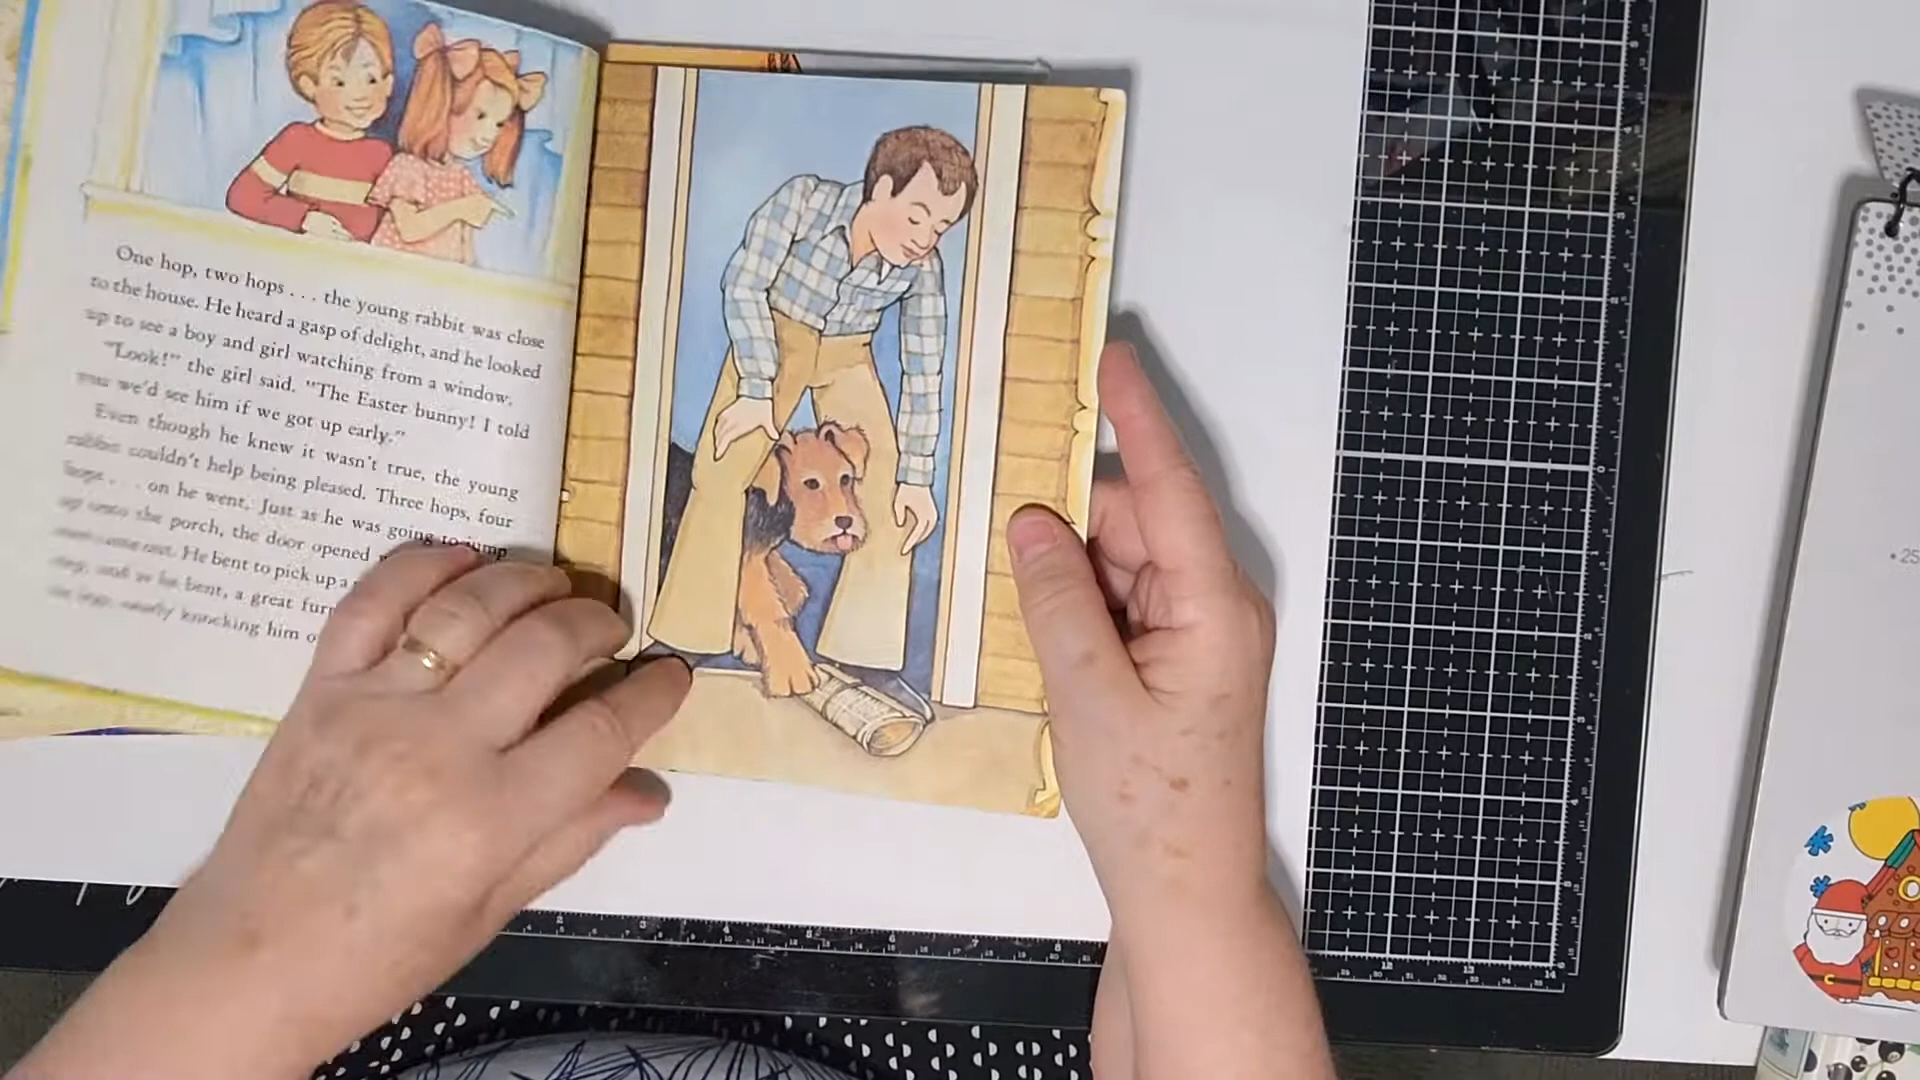 One hop, two hops . . . the young rabbit was close
to the house. He heard a gasp of delight, and he looked
up to see a boy and girl watching from a window.
"Look!" the girl said. "The Easter bunny! I told
you we'd see him if we got up early."
Even though he knew it wasn't true, the young
rabbit couldn't help being pleased. Three hops, four
hops . . . on he went. Just as he was going to jump
up onto the porch, the door opened
man came out. He bent to pick up a
and as he bent, a great furr
his legs, nearly knocking him o
• 25